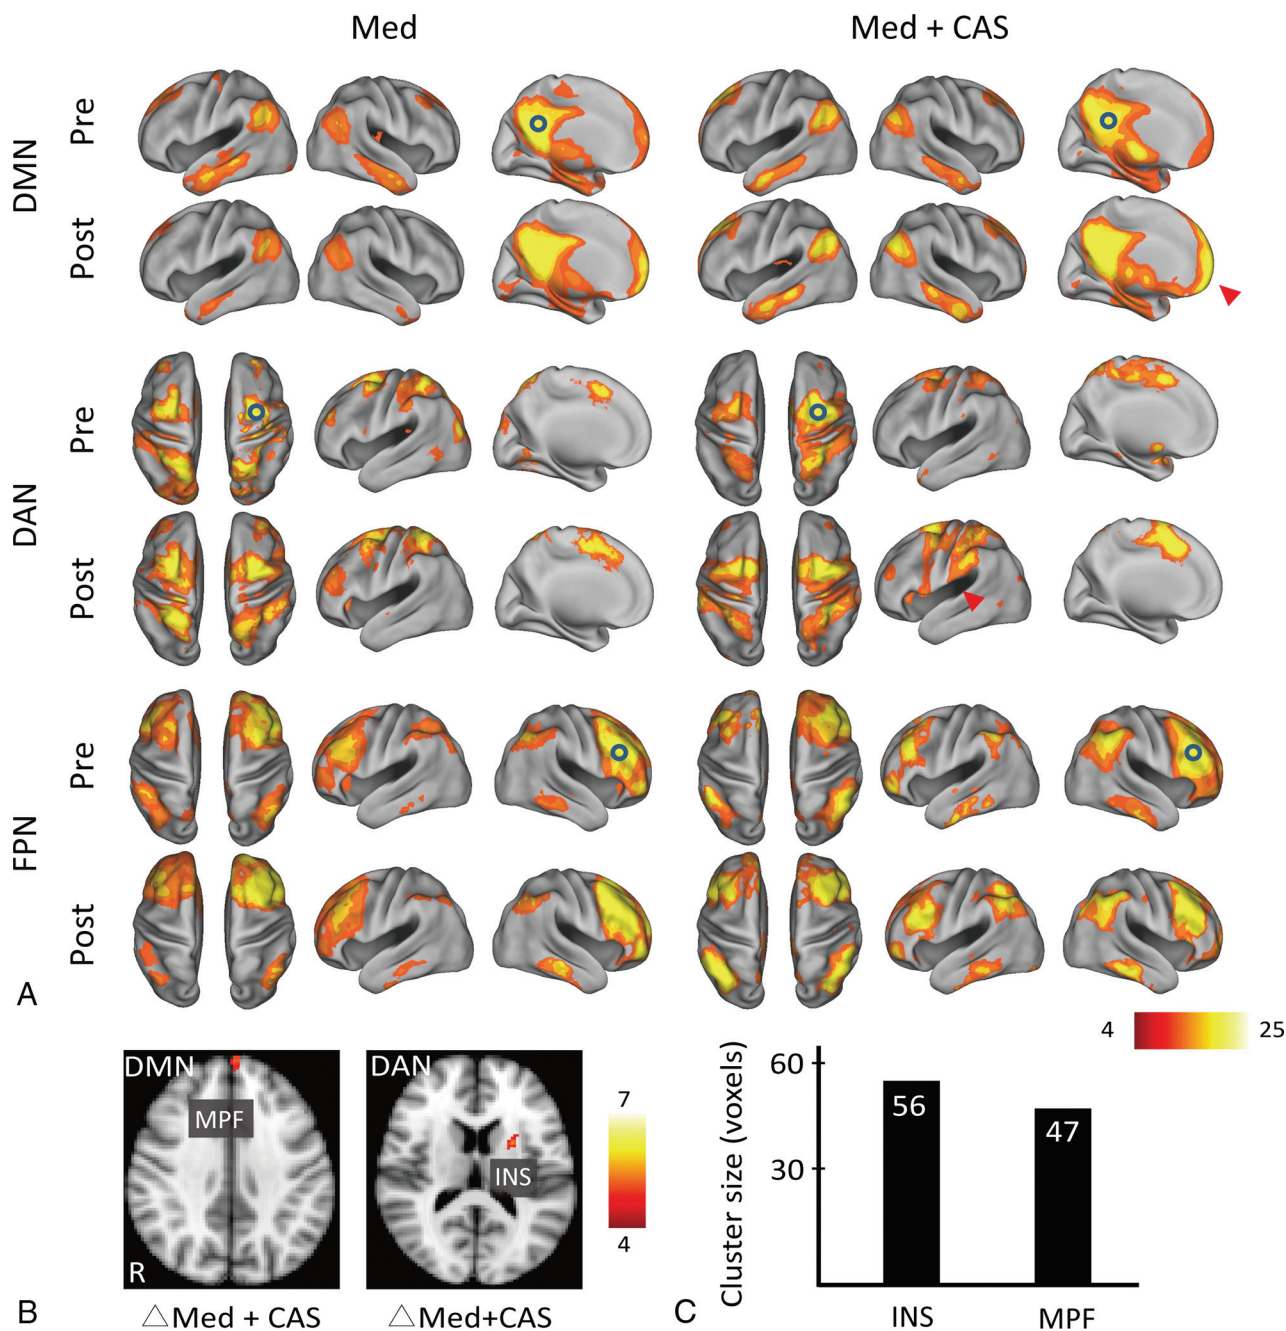 Med
Med + CAS
DMN
Pre
Post
DAN
Pre
Post
FPN
Pre
Post
A
4
25
DMN
MPF
R
△Med + CAS
DAN
INS
△Med+CAS
7
4
B
C
Cluster size (voxels)
60
30
56
47
INS
MPF